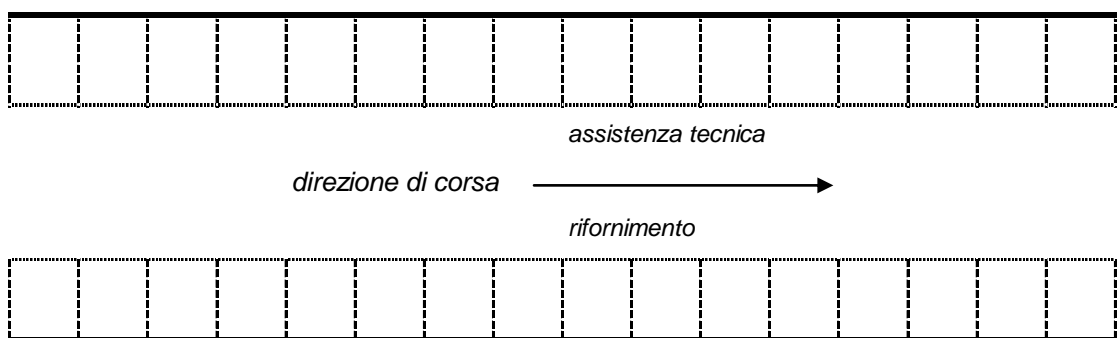 assistenza tecnica
direzione di corsa
rifornimento